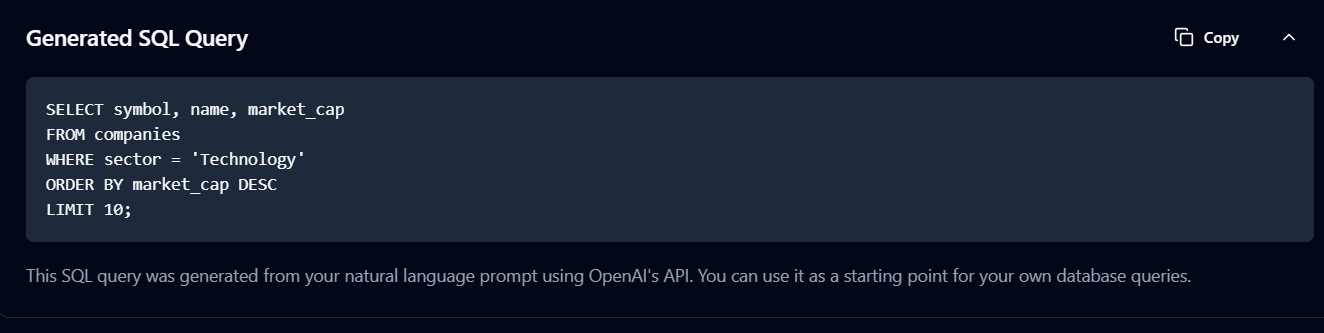 Generated SQL Query
Copy
SELECT symbol, name, market_cap
FROM companies
WHERE sector = 'Technology'
ORDER BY market_cap DESC
LIMIT 10;
This SQL query was generated from your natural language prompt using OpenAI's API. You can use it as a starting point for your own database queries.